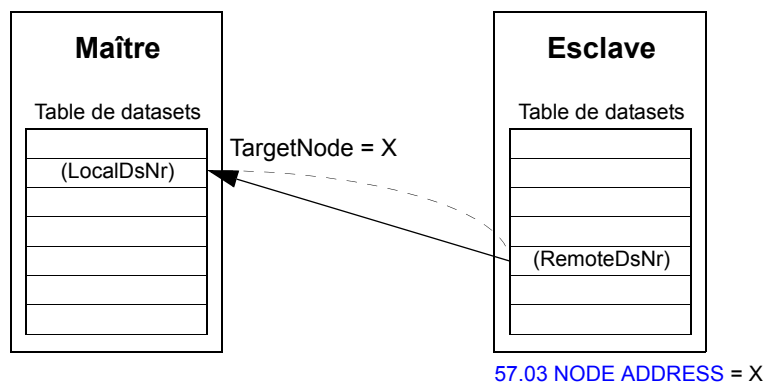 Maître
Esclave
Table de datasets
Table de datasets
TargetNode = X
(LocalDsNr)
(RemoteDsNr)
57.03 NODE ADDRESS = X